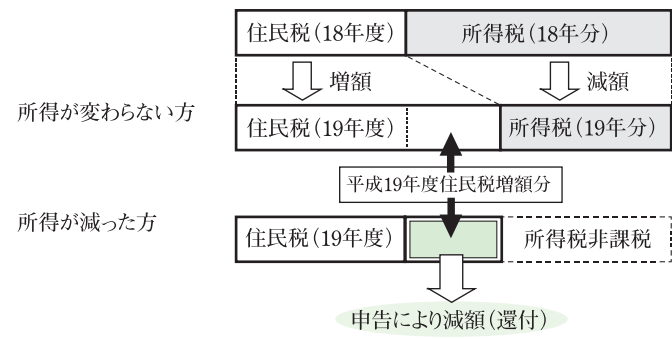 住民税（18年度）
所得税（18年分）
増額
減額
所得が変わらない方
住民税（19年度）
所得税（19年分）
平成19年度住民税増額分
所得が減った方
住民税（19年度）
所得税非課税
申告により減額（還付）